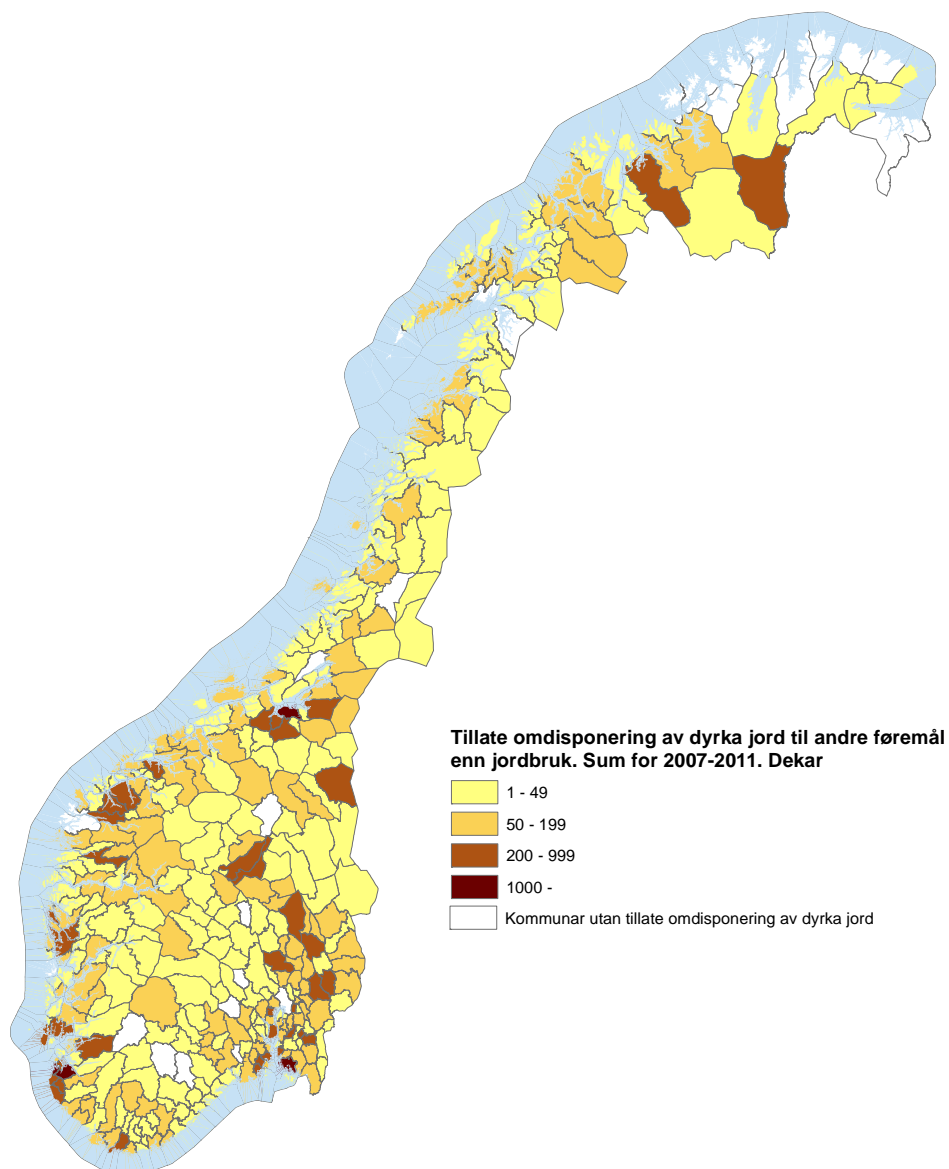 Tillate omdisponering av dyrka jord til andre føremål
enn jordbruk. Sum for 2007-2011. Dekar
1 - 49
50 - 199
200 - 999
1000 -
Kommunar utan tillate omdisponering av dyrka jord